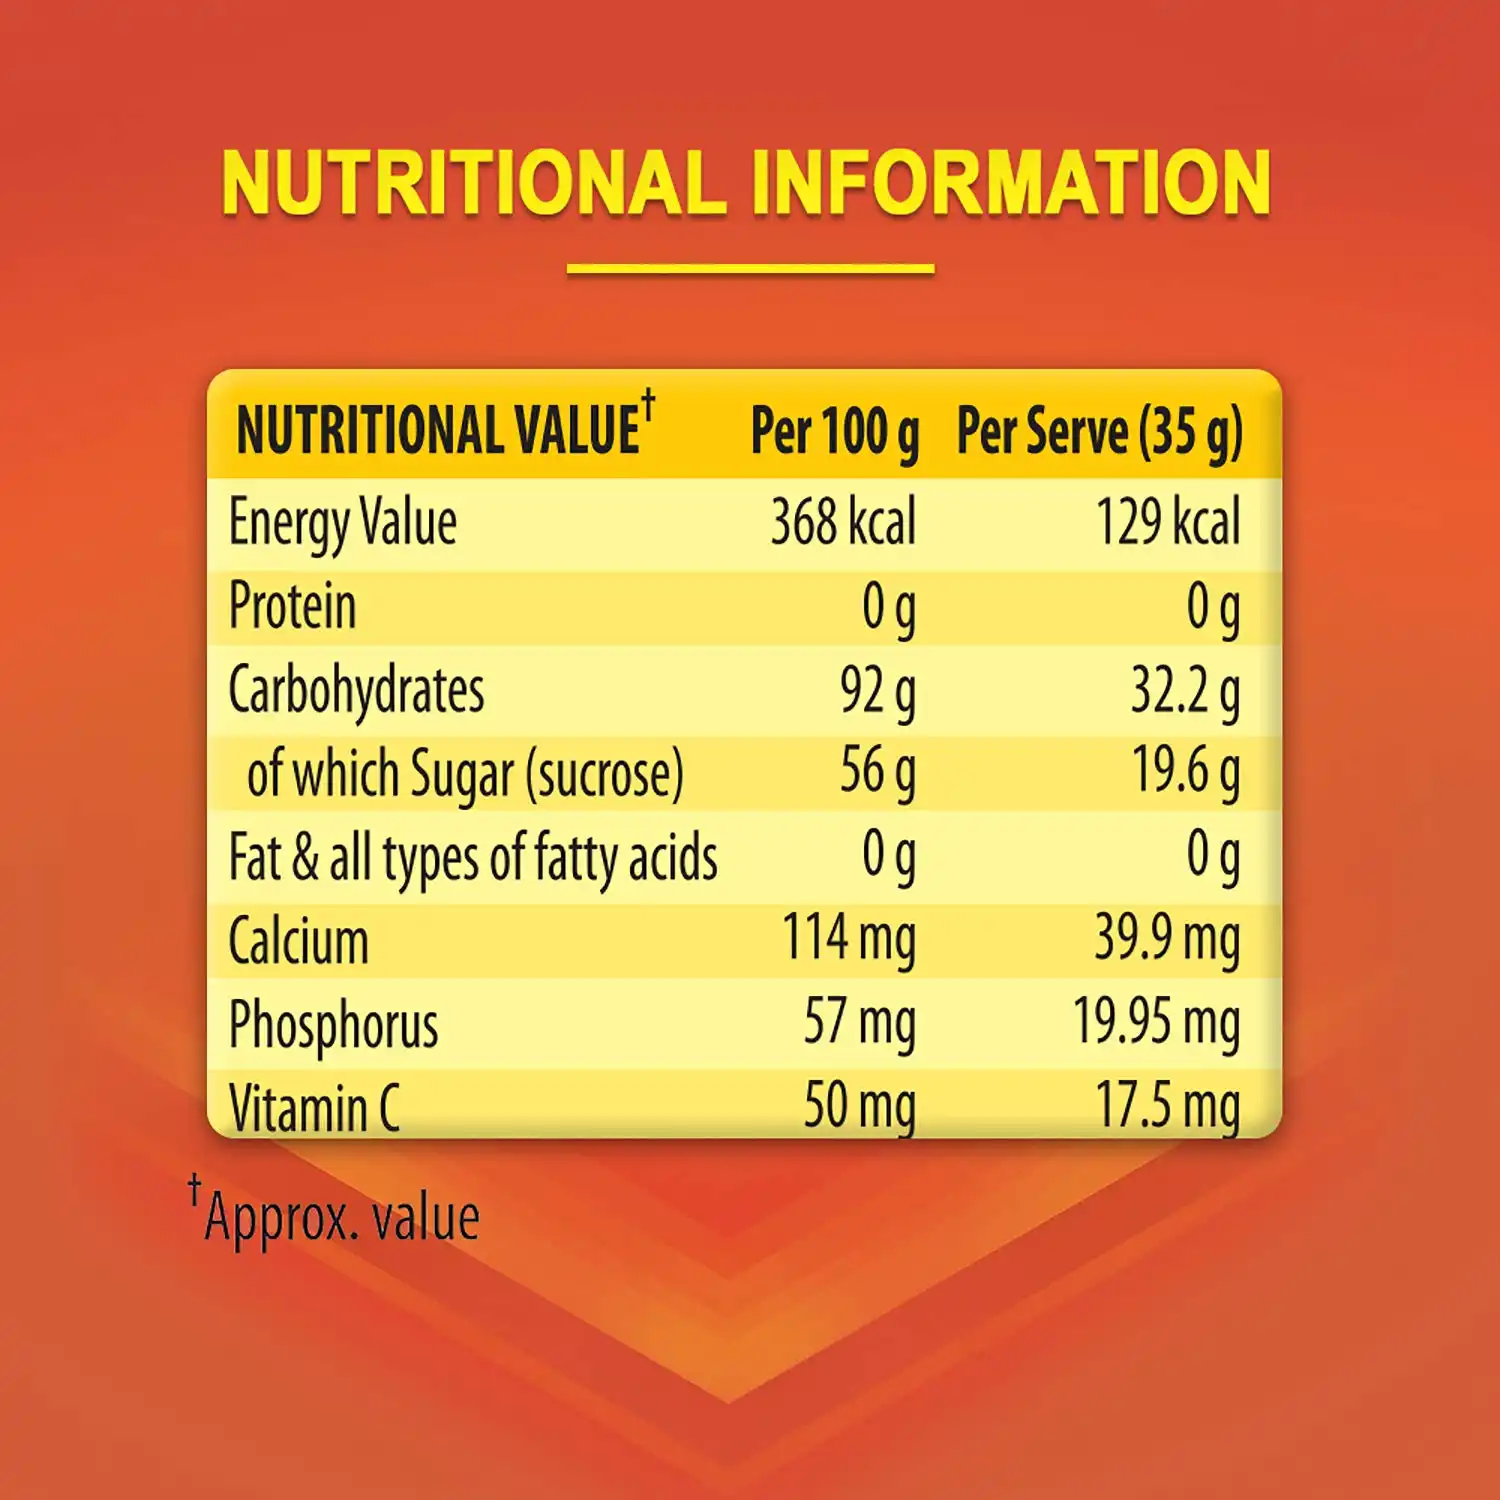 NUTRITIONAL INFORMATION
NUTRITIONAL VALUE† Per 100 g Per Serve (35 g)
Energy Value 368 kcal 129 kcal
Protein 0 g 0 g
Carbohydrates 92 g 32.2 g
of which Sugar (sucrose) 56 g 19.6 g
Fat & all types of fatty acids 0 g 0 g
Calcium 114 mg 39.9 mg
Phosphorus 57 mg 19.95 mg
Vitamin C 50 mg 17.5 mg
†Approx. value